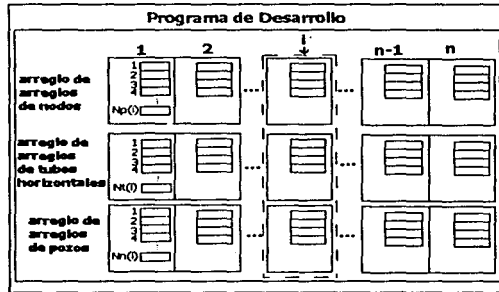 Programa de Desarrollo
1 2 n-1 n
arreglo de
arreglos
de nodos
1
2
3
4
Np(i)
...
...
arreglo de
arreglos
de tubos
horizontales
1
2
3
4
Nt(i)
...
...
arreglo de
arreglos
de pozos
1
2
3
4
Nn(i)
...
...